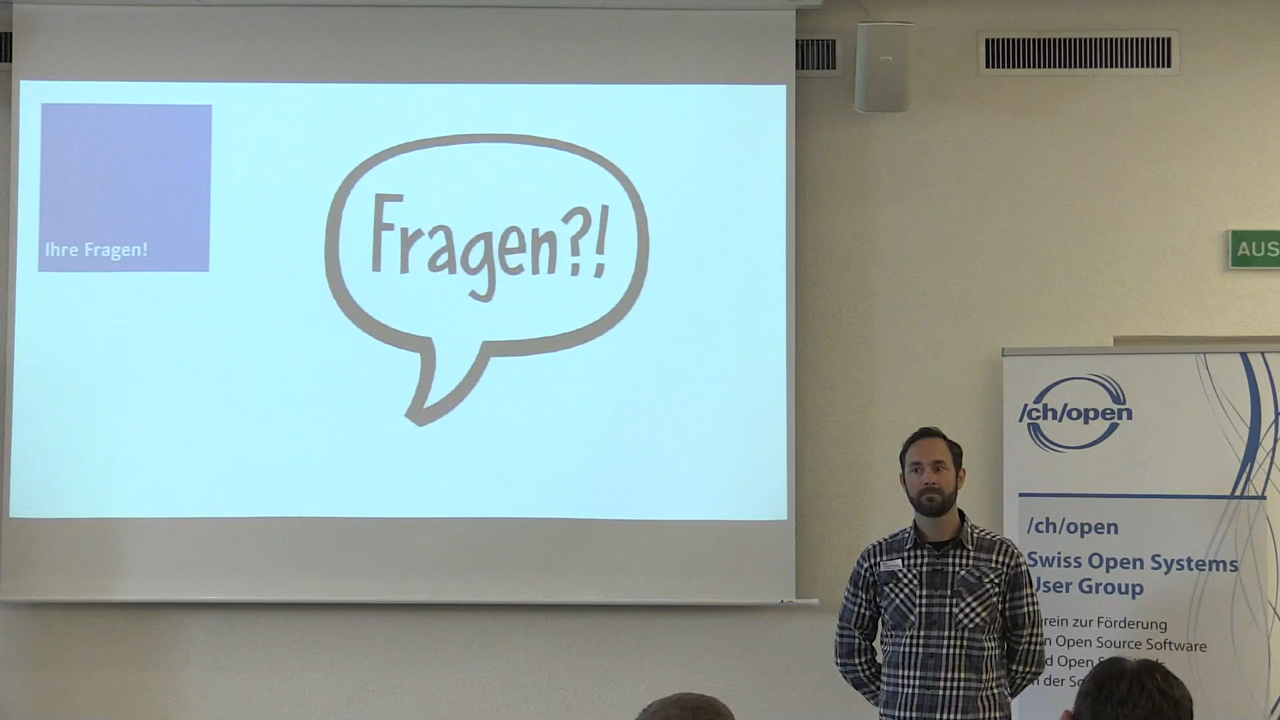 Ihre Fragen!
Fragen?!
AUS
/ch/open
/ch/open
Swiss Open Systems
User Group
erein zur Förderung
n Open Source Software
d Open
n der